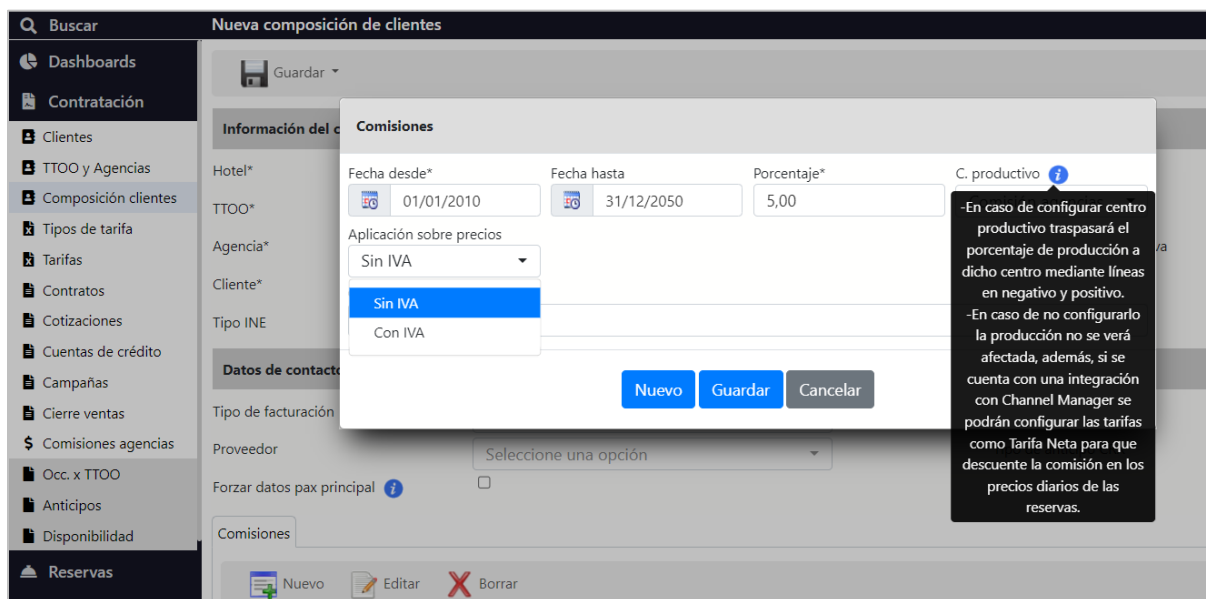 Buscar
Nueva composición de clientes
Dashboards
Guardar
Contratación
Información del c
Comisiones
Clientes
TTOO y Agencias
Hotel*
Fecha desde*
Fecha hasta
Porcentaje*
C. productivo
Composición clientes
TTOO*
01/01/2010
31/12/2050
5,00
-En caso de configurar centro
productivo traspasará el
porcentaje de producción a
dicho centro mediante líneas
en negativo y positivo.
-En caso de no configurarlo
la producción no se verá
afectada, además, si se
cuenta con una integración
con Channel Manager se
podrán configurar las tarifas
como Tarifa Neta para que
descuente la comisión en los
precios diarios de las
reservas.
Tipos de tarifa
Agencia*
Aplicación sobre precios
va
Tarifas
Sin IVA
Contratos
Cliente*
Sin IVA
Cotizaciones
Tipo INE
Con IVA
Cuentas de crédito
Datos de contacto
Campañas
Nuevo
Guardar
Cancelar
Cierre ventas
Tipo de facturación
Comisiones agencias
Proveedor
Seleccione una opción
Occ. x TTOO
Forzar datos pax principal
Anticipos
Disponibilidad
Comisiones
Reservas
Nuevo
Editar
Borrar